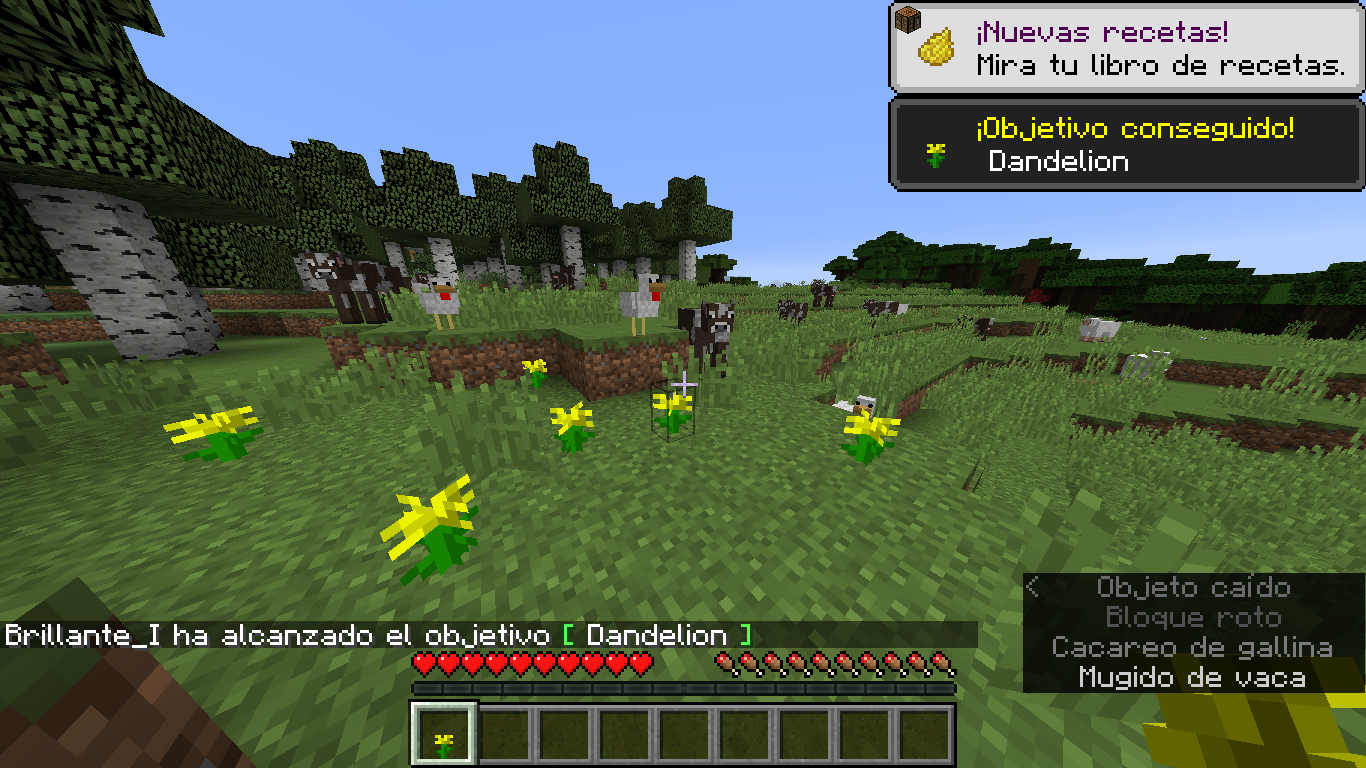 ¡Nuevas recetas!
Mira tu libro de recetas.
¡Objetivo conseguido!
Dandelion
Brillante_I ha alcanzado el objetivo [ Dandelion ]
< Objeto caído
Bloque roto
Cacareo de gallina
Mugido de vaca